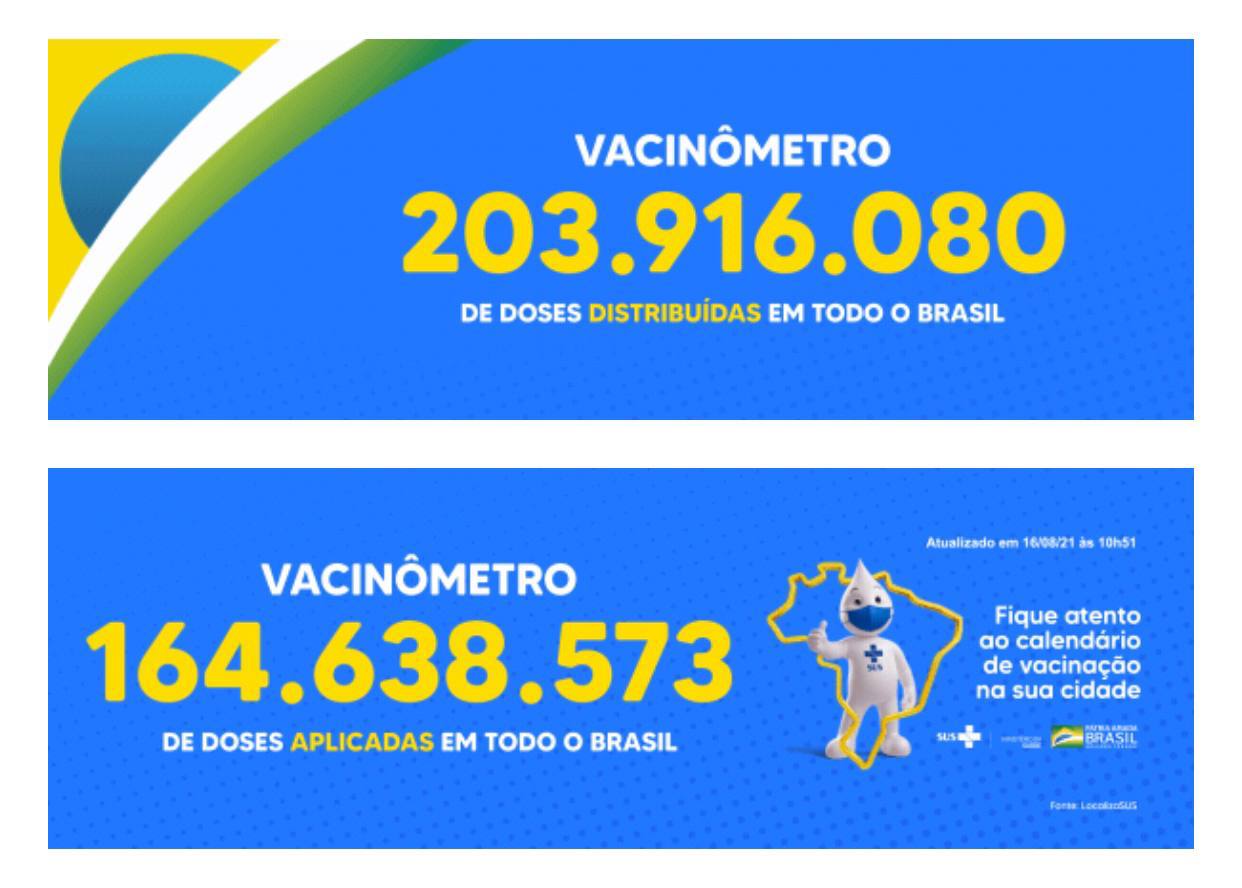 VACINÔMETRO
203.916.080
DE DOSES DISTRIBUÍDAS EM TODO O BRASIL
Atualizado em 16/08/21 às 10h51
VACINÔMETRO
164.638.573
DE DOSES APLICADAS EM TODO O BRASIL
SUS
Fique atento
ao calendário
de vacinação
na sua cidade
SUS
PÁTRIA AMADA
BRASIL
Fonte: LocalizaSUS